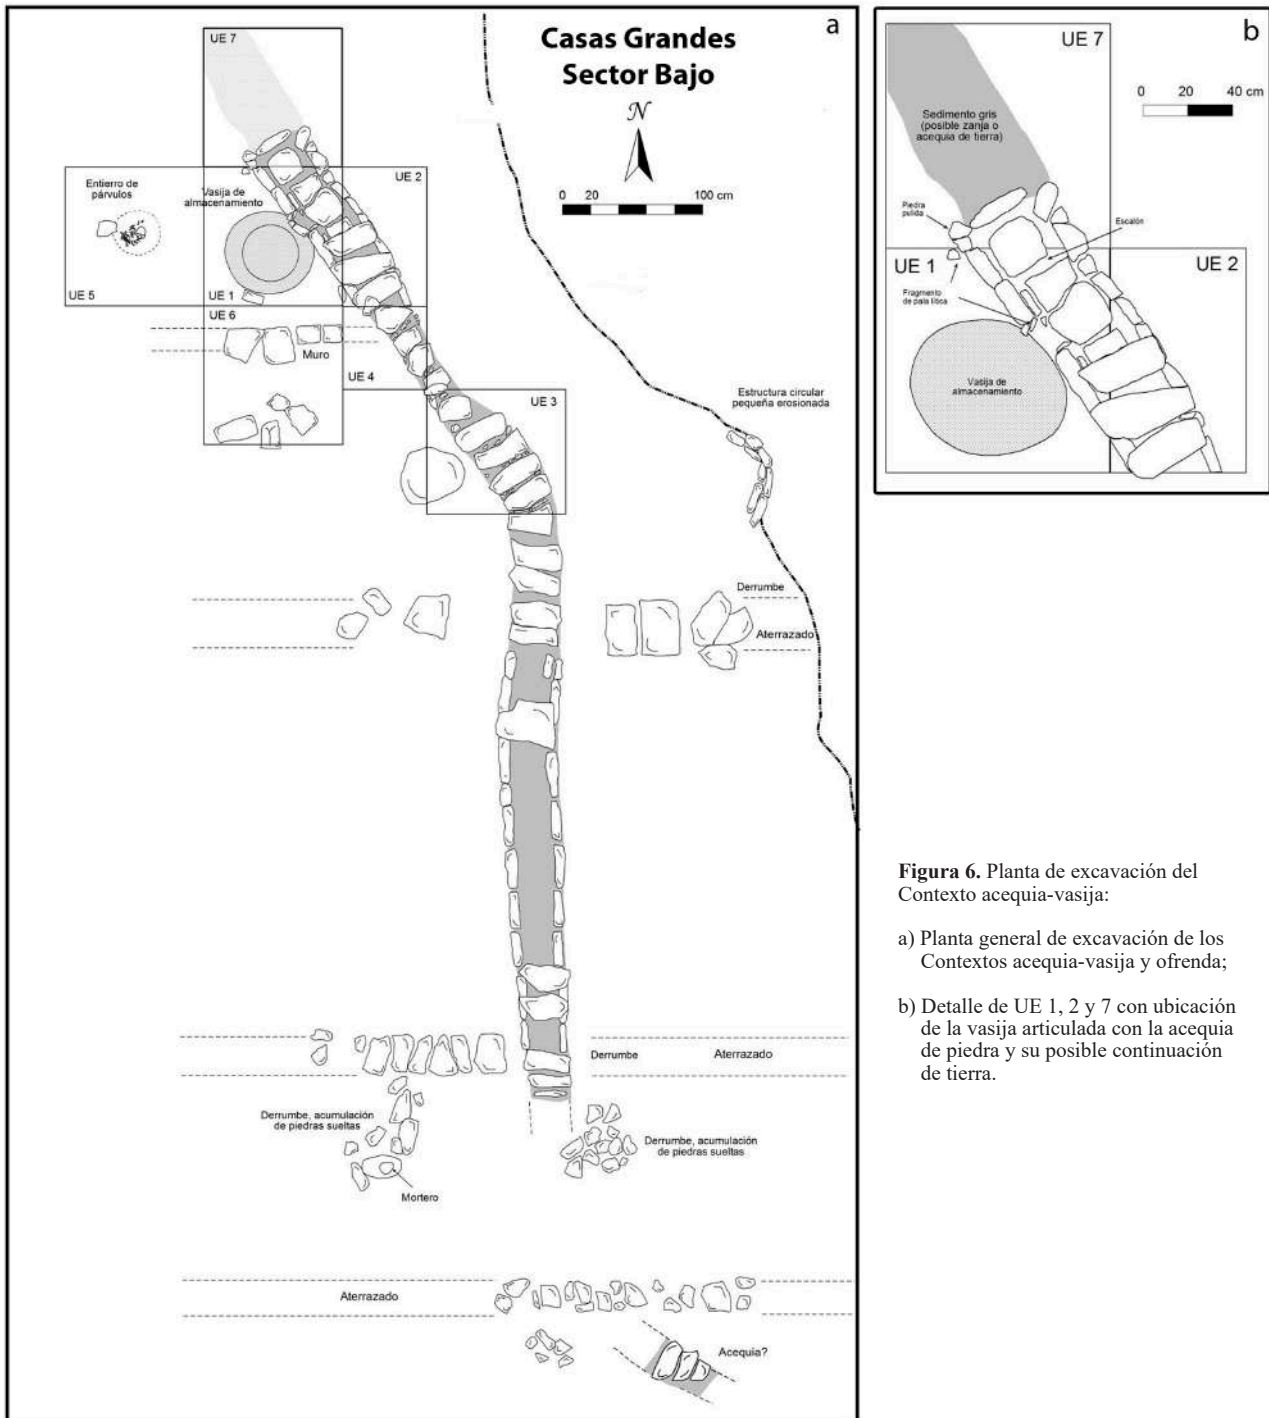 a
Casas Grandes
Sector Bajo
N
0 20 100 cm
UE 7
UE 2
Entierro de
párvulos
Vasija de
almacenamiento
UE 5
UE 1
UE 6
Muro
UE 4
UE 3
Estructura circular
pequeña erosionada
Derrumbe
Aterrazado
Derrumbe
Aterrazado
Derrumbe, acumulación
de piedras sueltas
Derrumbe, acumulación
de piedras sueltas
Mortero
Aterrazado
Acequia?
b
UE 7
0 20 40 cm
Sedimento gris
(posible zanja o
acequia de tierra)
Piedra
pulida
Escalón
UE 1
UE 2
Fragmento
de pala lítica
Vasija de
almacenamiento
Figura 6. Planta de excavación del
Contexto acequia-vasija:
a) Planta general de excavación de los
Contextos acequia-vasija y ofrenda;
b) Detalle de UE 1, 2 y 7 con ubicación
de la vasija articulada con la acequia
de piedra y su posible continuación
de tierra.